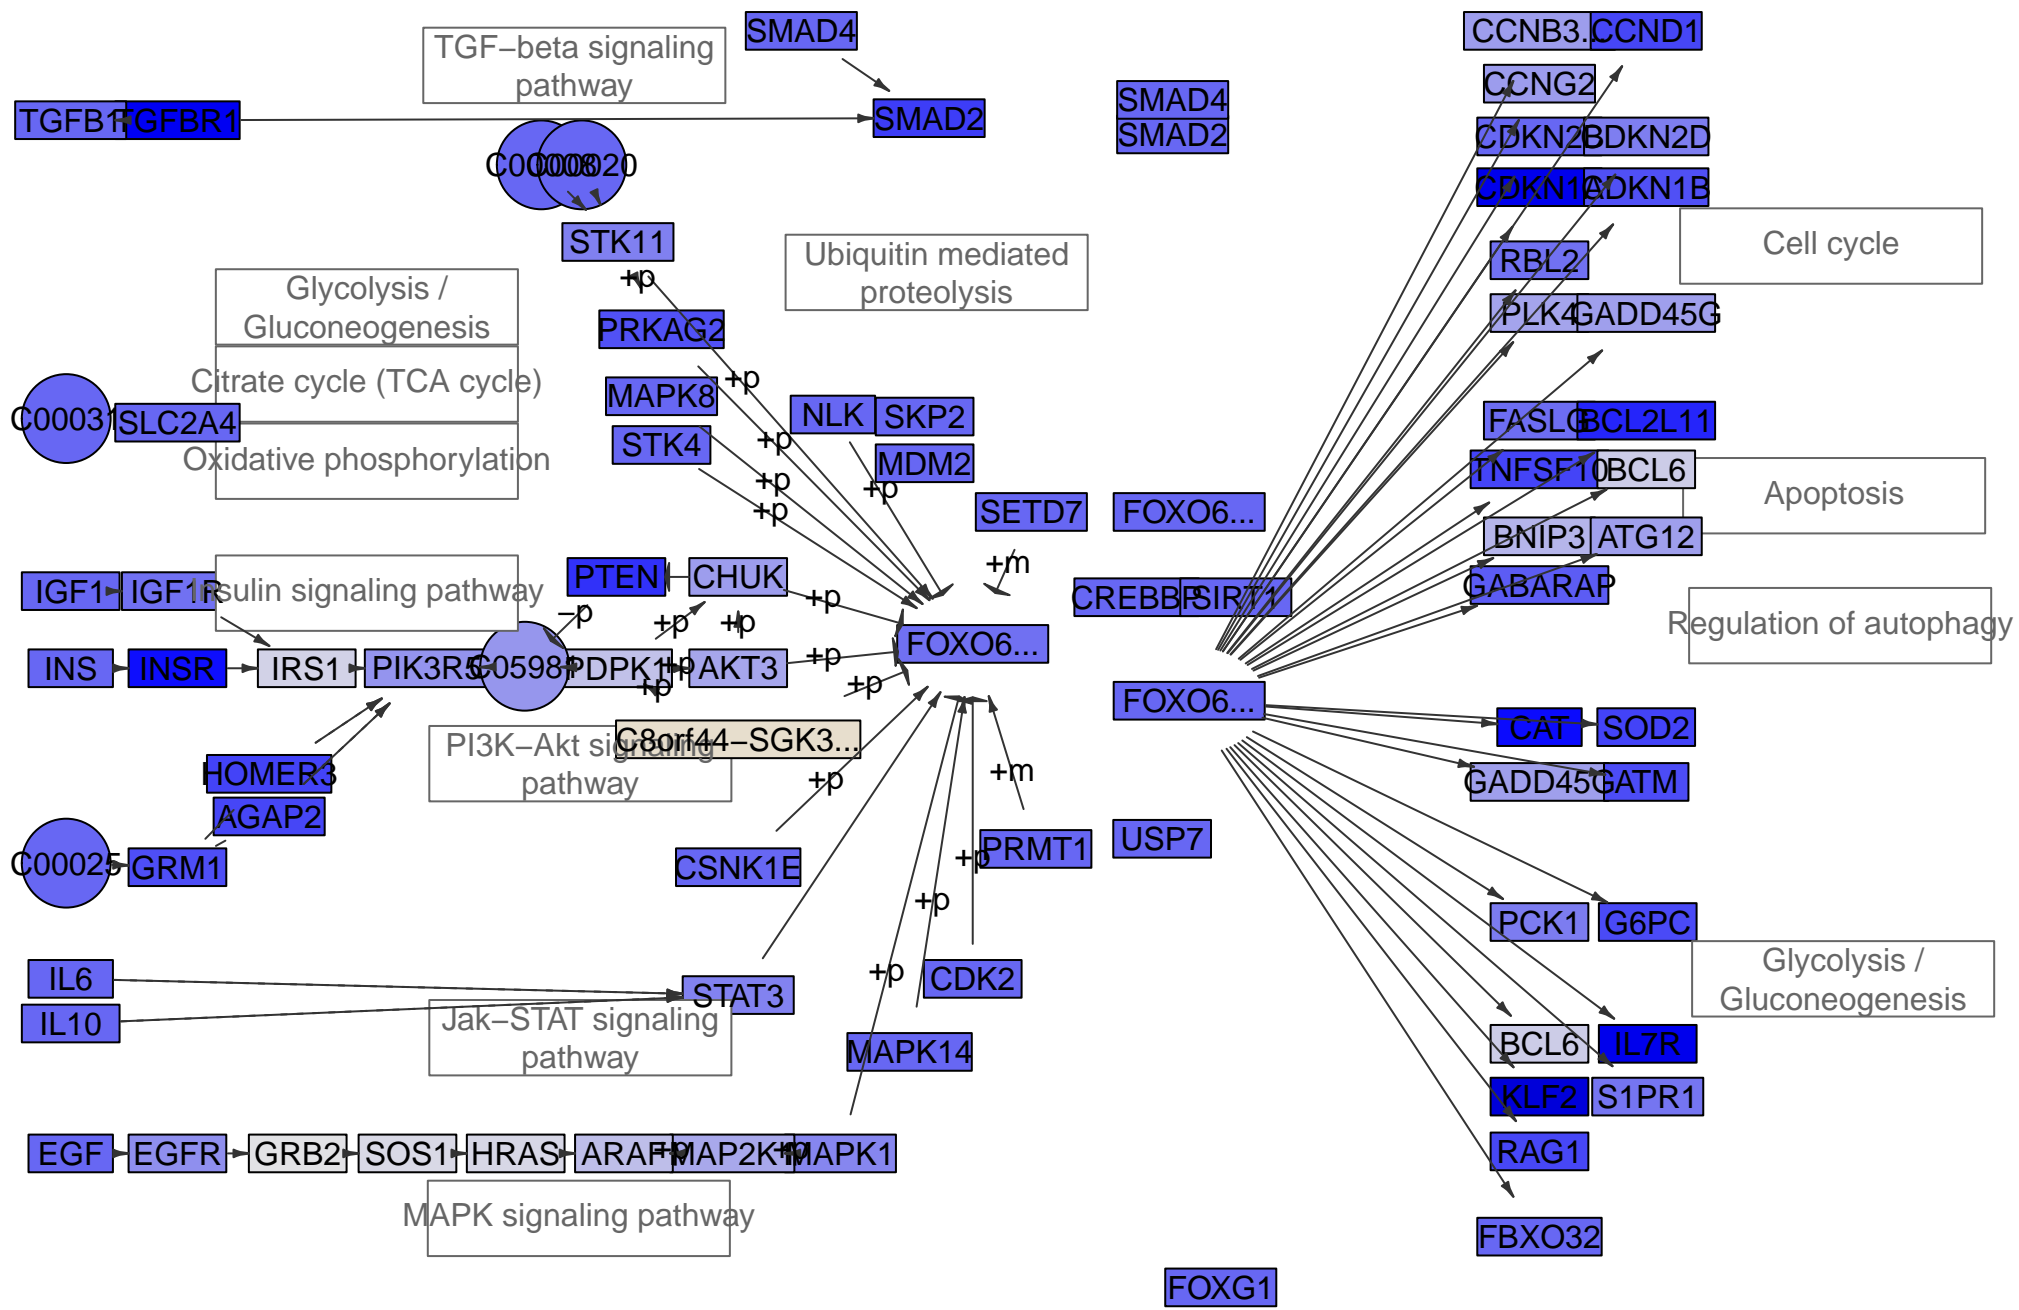 SMAD4
CCNB3...
CCND1
TGF−beta signaling
pathway
CCNG2
SMAD4
TGFB1
TGFBR1
SMAD2
SMAD2
CDKN2B
CDKN2D
C00020
CDKN1A
CDKN1B
STK11
Ubiquitin mediated
proteolysis
Cell cycle
RBL2
+p
Glycolysis /
Gluconeogenesis
PLK4
GADD45G
PRKAG2
Citrate cycle (TCA cycle)
+p
MAPK8
NLK
SKP2
C00031
SLC2A4
FASLG
BCL2L11
STK4
+p
Oxidative phosphorylation
MDM2
TNFSF10
BCL6
+p
+p
Apoptosis
+p
SETD7
FOXO6...
BNIP3
ATG12
+m
IGF1
IGF1R
Insulin signaling pathway
PTEN
CHUK
GABARAP
CREBBP
SIRT1
+p
−p
+p
+p
Regulation of autophagy
FOXO6...
INS
INSR
IRS1
PIK3R5
C05981
PDPK1
+p
AKT3
+p
+p
+p
FOXO6...
C8orf44−SGK3...
CAT
SOD2
PI3K−Akt signaling
pathway
HOMER3
+p
+m
GADD45G
ATM
AGAP2
C00025
GRM1
CSNK1E
+p
PRMT1
USP7
+p
PCK1
G6PC
IL6
+p
CDK2
Glycolysis /
Gluconeogenesis
STAT3
IL10
Jak−STAT signaling
pathway
MAPK14
BCL6
IL7R
KLF2
S1PR1
EGF
EGFR
GRB2
SOS1
HRAS
ARAF
+p
MAP2K1
+p
MAPK1
RAG1
MAPK signaling pathway
FBXO32
FOXG1